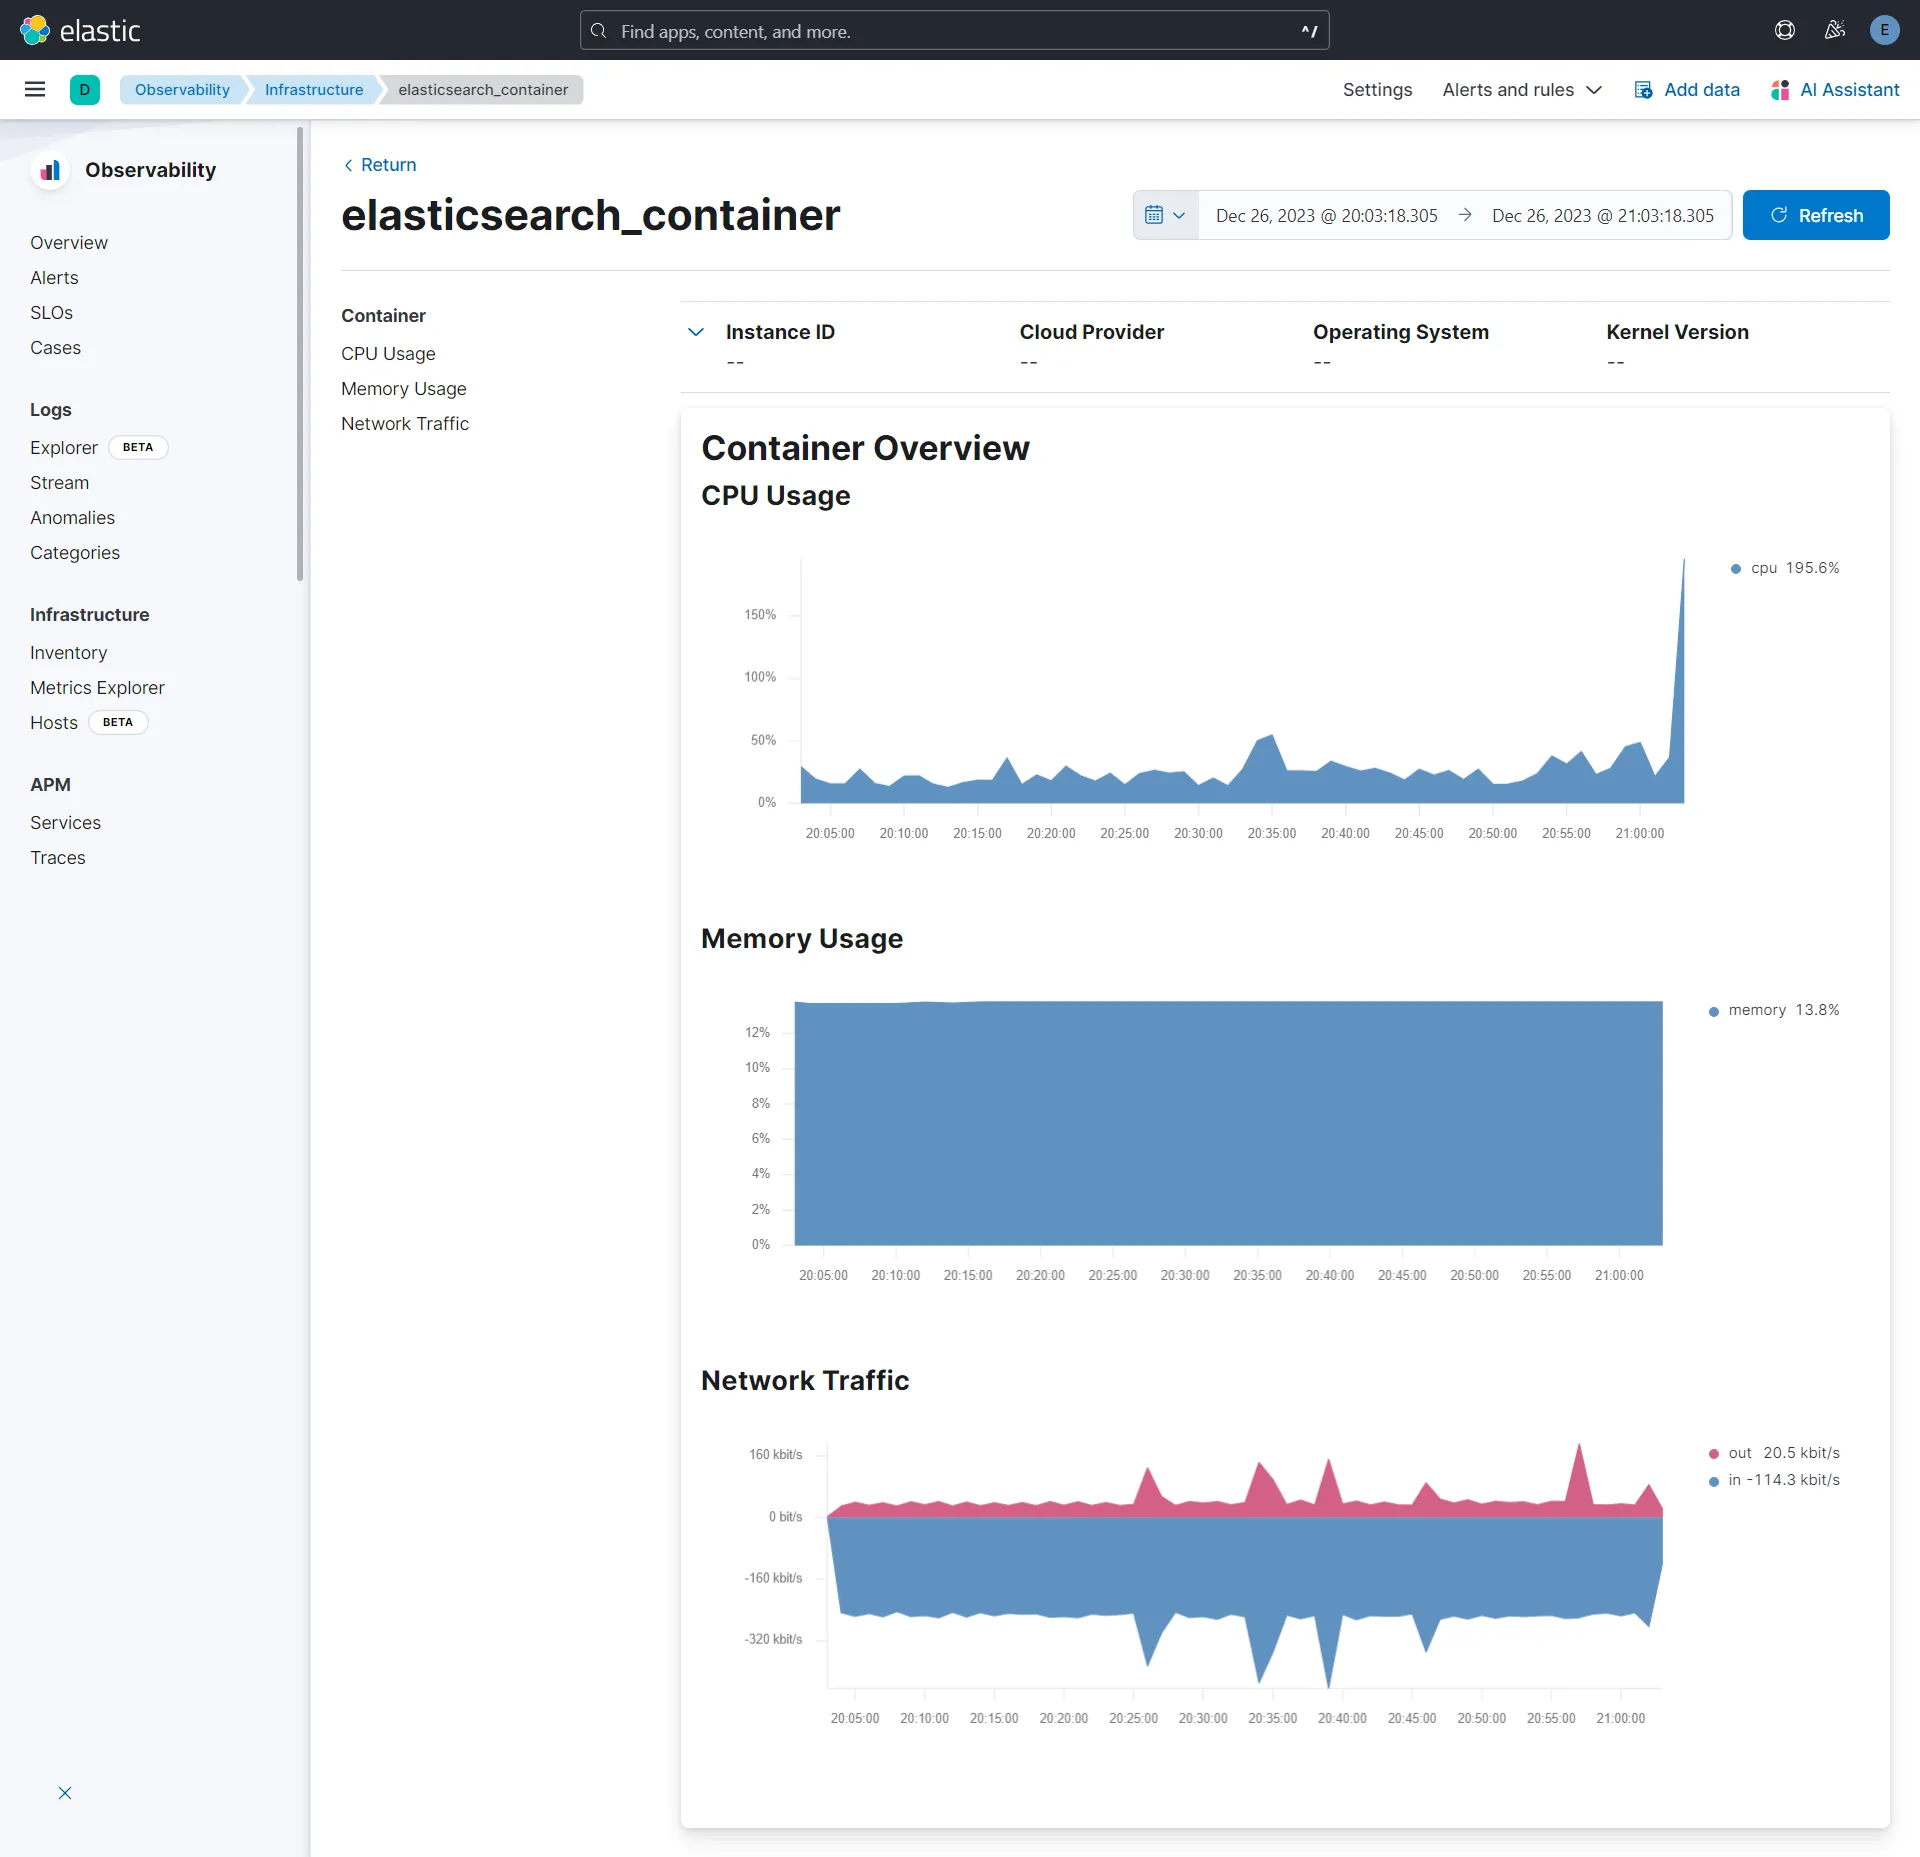 elastic
Find apps, content, and more.
^/
E
D
Observability
Infrastructure
elasticsearch_container
Settings
Alerts and rules
Add data
AI Assistant
Observability
Overview
Alerts
SLOs
Cases
Logs
Explorer BETA
Stream
Anomalies
Categories
Infrastructure
Inventory
Metrics Explorer
Hosts BETA
APM
Services
Traces
Return
elasticsearch_container
Dec 26, 2023 @ 20:03:18.305 → Dec 26, 2023 @ 21:03:18.305
Refresh
Container
CPU Usage
Memory Usage
Network Traffic
Instance ID Cloud Provider Operating System Kernel Version
-- -- -- --
Container Overview
CPU Usage
cpu 195.6%
150%
100%
50%
0%
20:05:00 20:10:00 20:15:00 20:20:00 20:25:00 20:30:00 20:35:00 20:40:00 20:45:00 20:50:00 20:55:00 21:00:00
Memory Usage
memory 13.8%
12%
10%
8%
6%
4%
2%
0%
20:05:00 20:10:00 20:15:00 20:20:00 20:25:00 20:30:00 20:35:00 20:40:00 20:45:00 20:50:00 20:55:00 21:00:00
Network Traffic
out 20.5 kbit/s
in -114.3 kbit/s
160 kbit/s
0 bit/s
-160 kbit/s
-320 kbit/s
20:05:00 20:10:00 20:15:00 20:20:00 20:25:00 20:30:00 20:35:00 20:40:00 20:45:00 20:50:00 20:55:00 21:00:00